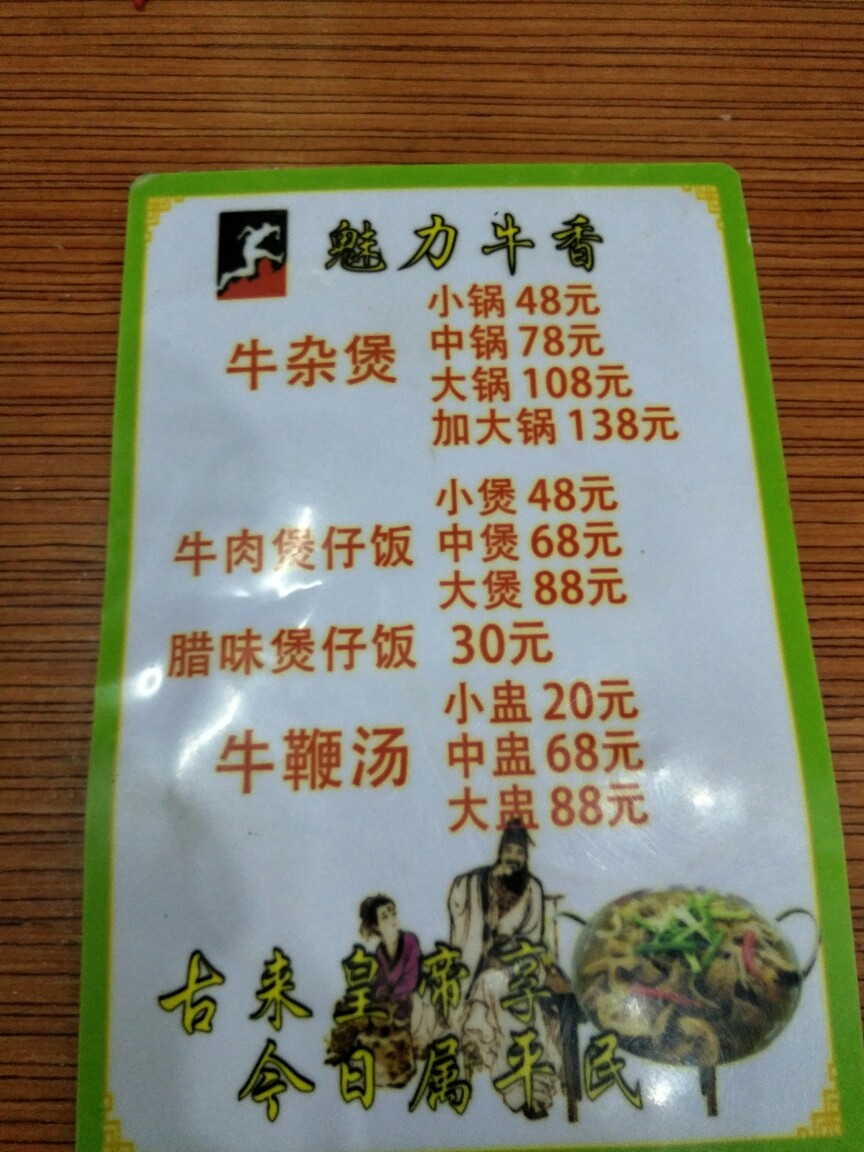 魅力牛香
牛杂煲
小锅 48元
中锅 78元
大锅 108元
加大锅 138元
牛肉煲仔饭
小煲 48元
中煲 68元
大煲 88元
腊味煲仔饭 30元
牛鞭汤
小盅 20元
中盅 68元
大盅 88元
古来皇帝享
今日属平民